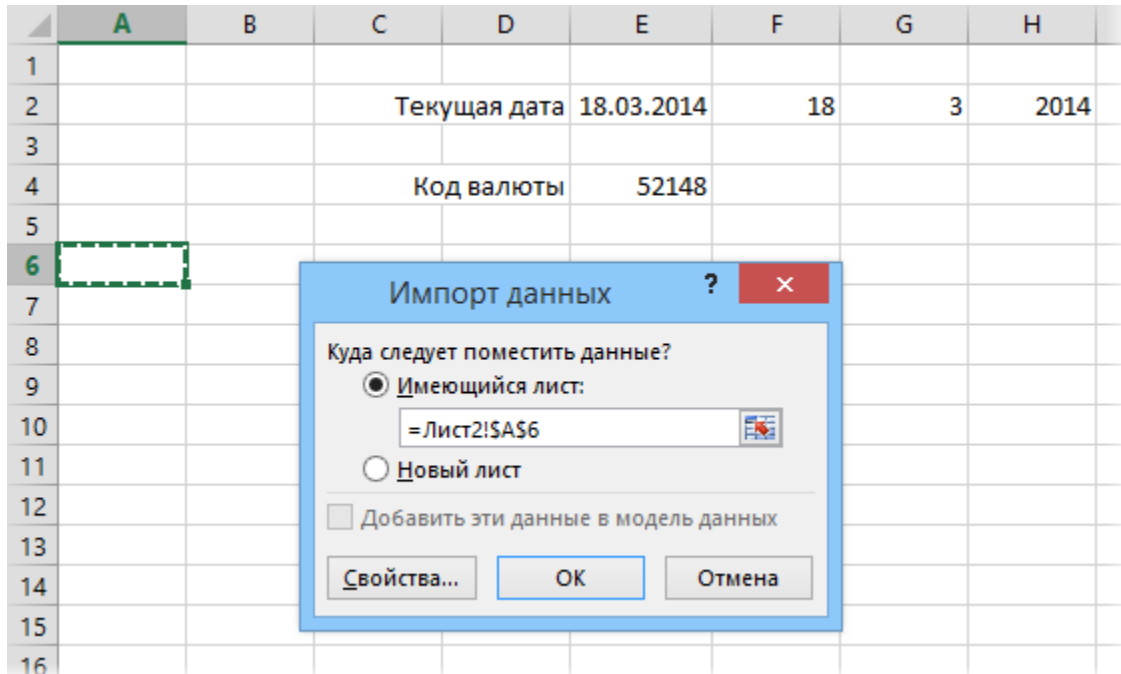 A B C D E F G H
1
2 Текущая дата 18.03.2014 18 3 2014
3
4 Код валюты 52148
5
6
7 Импорт данных ? ×
8 Куда следует поместить данные?
9 Имеющийся лист:
10 =Лист2!$A$6
11 Новый лист
12 Добавить эти данные в модель данных
13
14 Свойства... ОК Отмена
15
16